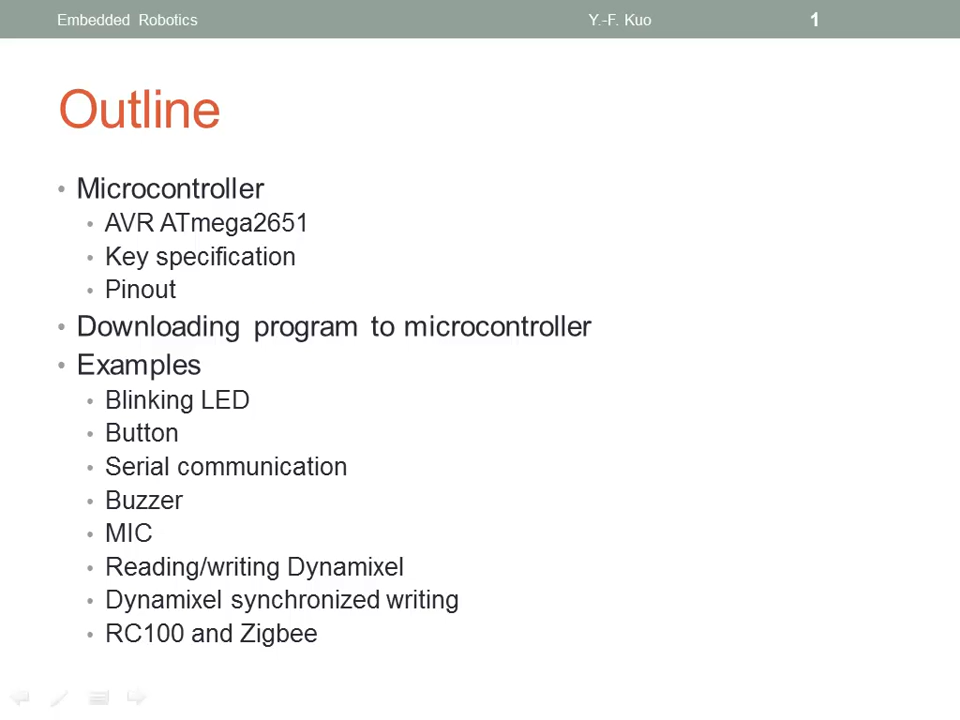 Embedded Robotics Y.-F. Kuo 1
Outline
• Microcontroller
• AVR ATmega2651
• Key specification
• Pinout
• Downloading program to microcontroller
• Examples
• Blinking LED
• Button
• Serial communication
• Buzzer
• MIC
• Reading/writing Dynamixel
• Dynamixel synchronized writing
• RC100 and Zigbee